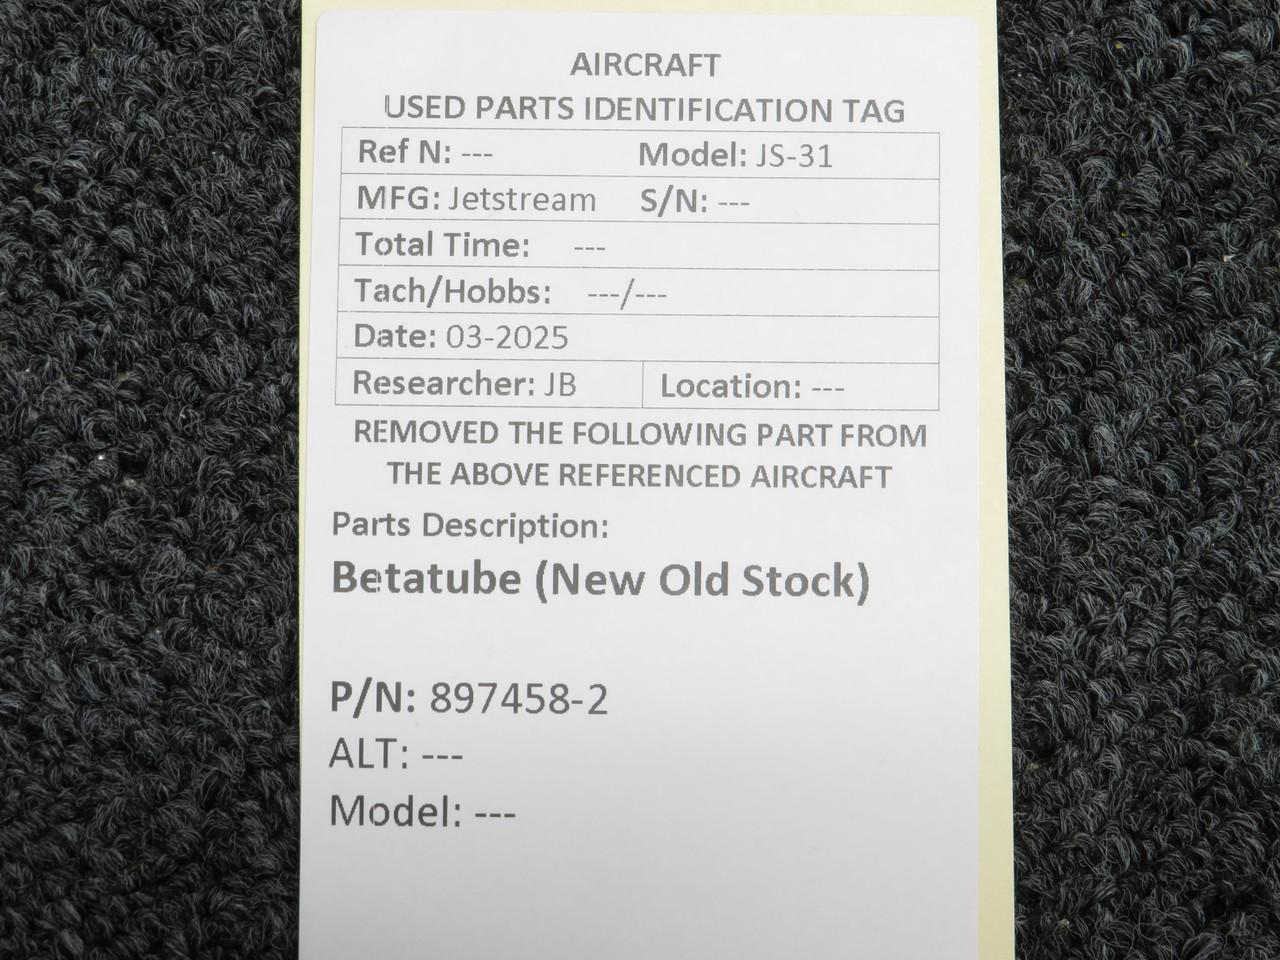 AIRCRAFT
USED PARTS IDENTIFICATION TAG
Ref N: --- Model: JS-31
MFG: Jetstream S/N: ---
Total Time: ---
Tach/Hobbs: ---/---
Date: 03-2025
Researcher: JB Location: ---
REMOVED THE FOLLOWING PART FROM
THE ABOVE REFERENCED AIRCRAFT
Parts Description:
Betatube (New Old Stock)
P/N: 897458-2
ALT: ---
Model: ---